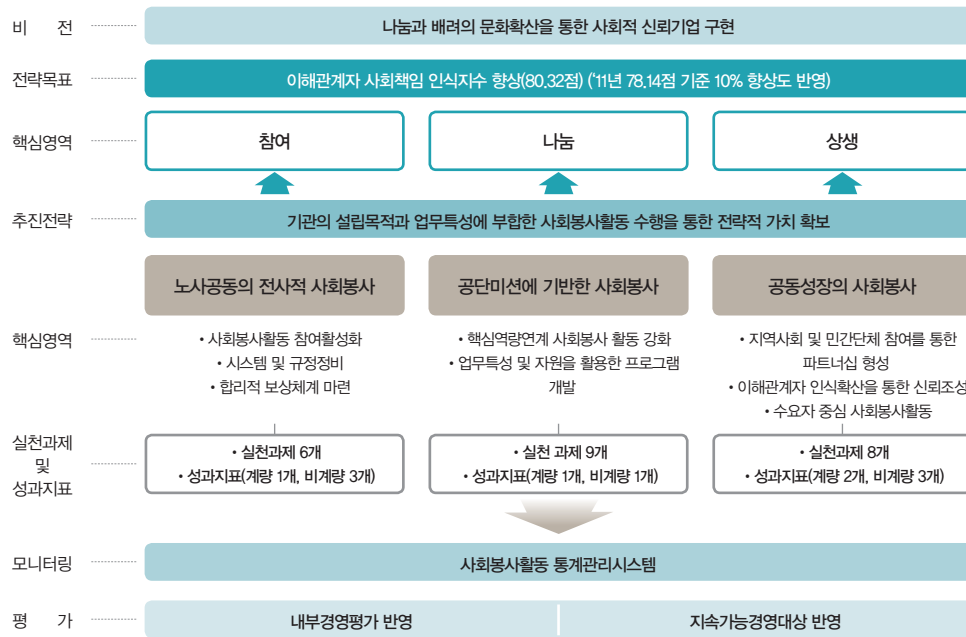 비 전
나눔과 배려의 문화확산을 통한 사회적 신뢰기업 구현
전략목표
이해관계자 사회책임 인식지수 향상(80.32점) ('11년 78.14점 기준 10% 향상도 반영)
핵심영역
참여
나눔
상생
추진전략
기관의 설립목적과 업무특성에 부합한 사회봉사활동 수행을 통한 전략적 가치 확보
핵심영역
노사공동의 전사적 사회봉사
• 사회봉사활동 참여활성화
• 시스템 및 규정정비
• 합리적 보상체계 마련
공단미션에 기반한 사회봉사
• 핵심역량연계 사회봉사 활동 강화
• 업무특성 및 자원을 활용한 프로그램
개발
공동성장의 사회봉사
• 지역사회 및 민간단체 참여를 통한
파트너십 형성
• 이해관계자 인식확산을 통한 신뢰조성
• 수요자 중심 사회봉사활동
실천과제
및
성과지표
• 실천과제 6개
• 성과지표(계량 1개, 비계량 3개)
• 실천 과제 9개
• 성과지표(계량 1개, 비계량 1개)
• 실천과제 8개
• 성과지표(계량 2개, 비계량 3개)
모니터링
사회봉사활동 통계관리시스템
평 가
내부경영평가 반영
지속가능경영대상 반영